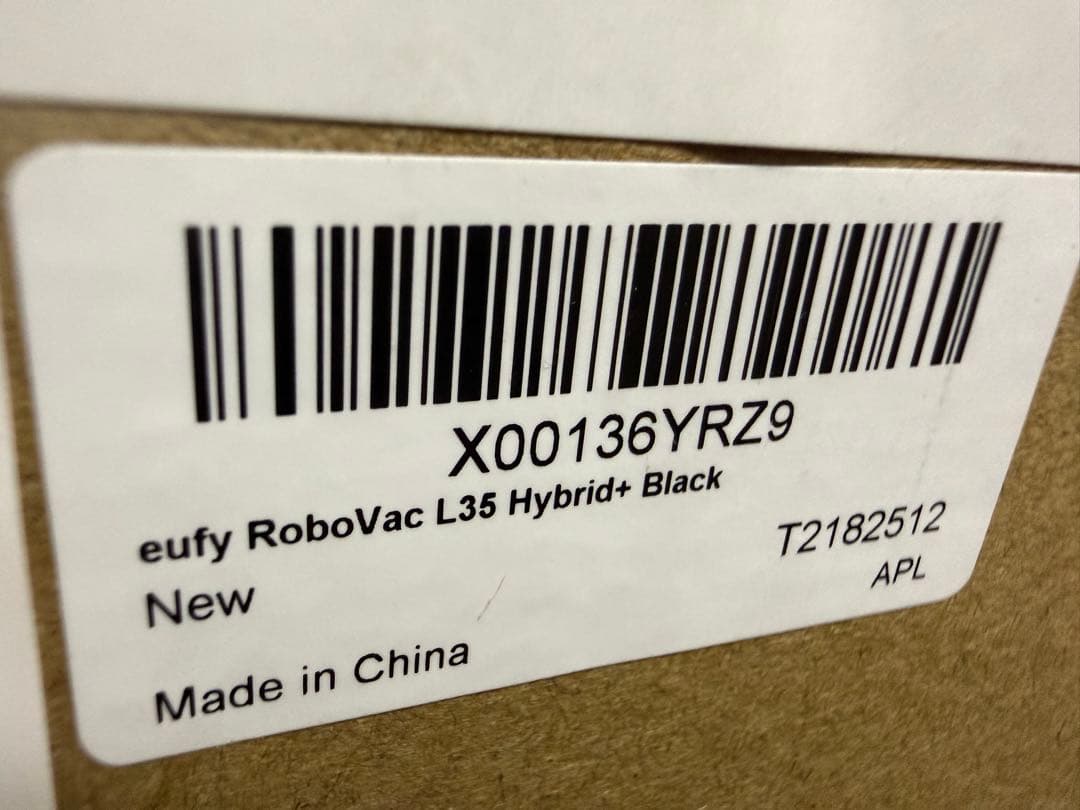 X00136YRZ9
eufy RoboVac L35 Hybrid+ Black
New
T2182512
APL
Made in China